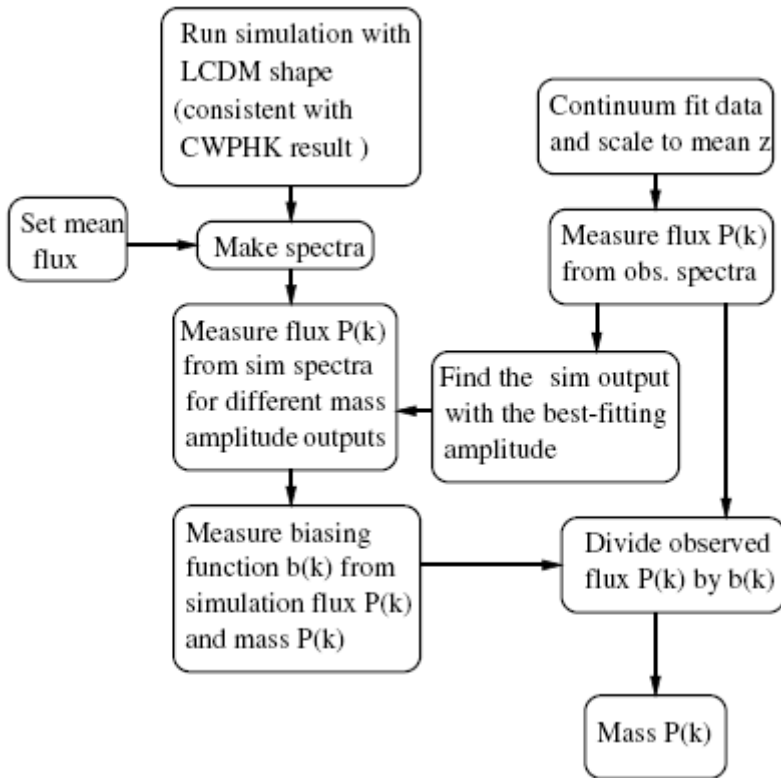 Run simulation with
LCDM shape
(consistent with
CWPHK result )
Continuum fit data
and scale to mean z
Set mean
flux
Make spectra
Measure flux P(k)
from obs. spectra
Measure flux P(k)
from sim spectra
for different mass
amplitude outputs
Find the sim output
with the best-fitting
amplitude
Measure biasing
function b(k) from
simulation flux P(k)
and mass P(k)
Divide observed
flux P(k) by b(k)
Mass P(k)